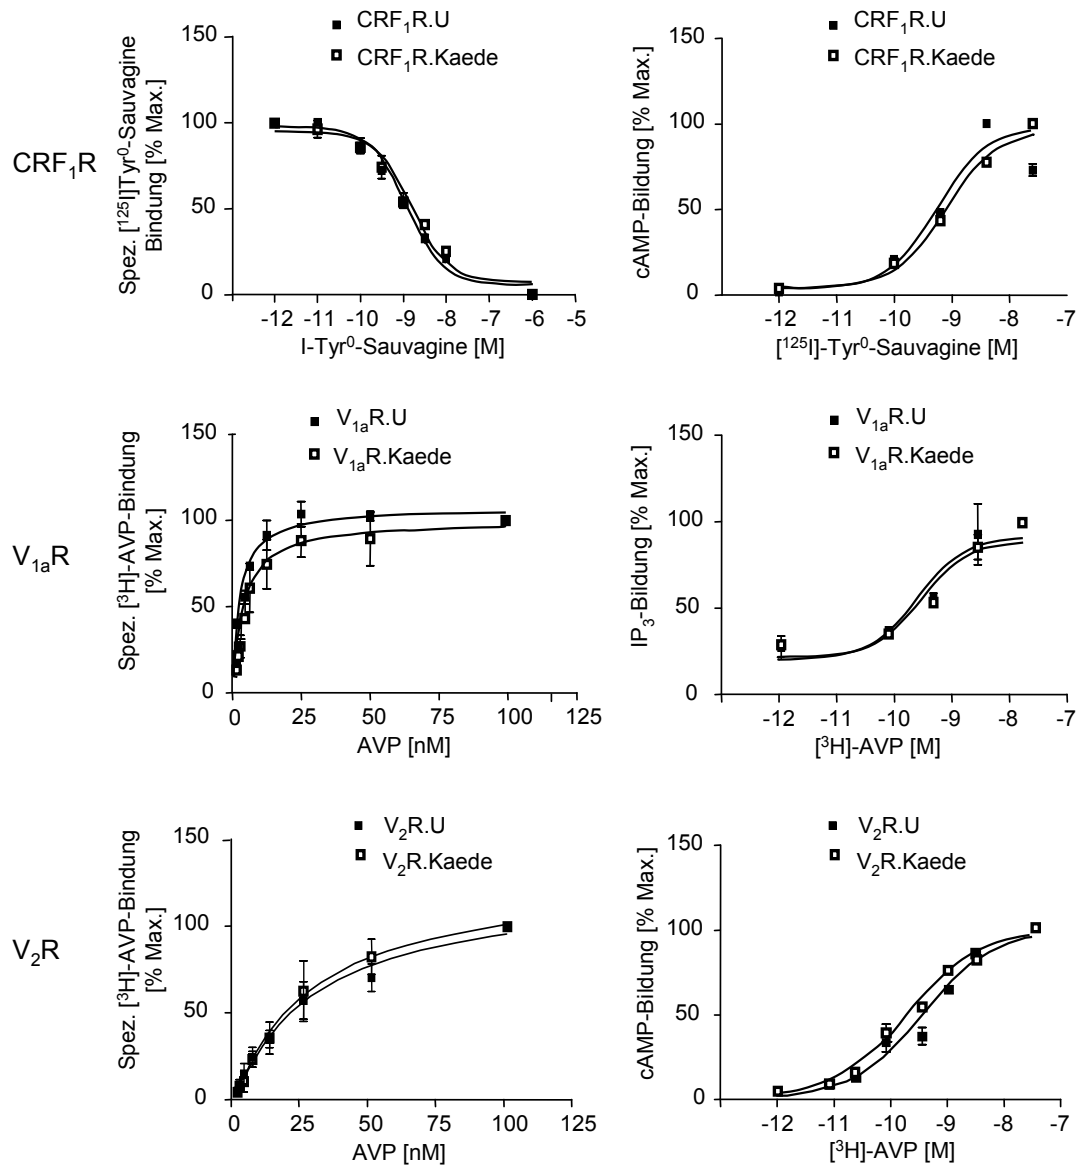 CRF₁R
CRF₁R.U
CRF₁R.Kaede
Spez. [¹²⁵I]Tyr⁰-Sauvagine
Bindung [% Max.]
150
100
50
0
-12 -11 -10 -9 -8 -7 -6 -5
I-Tyr⁰-Sauvagine [M]
CRF₁R.U
CRF₁R.Kaede
cAMP-Bildung [% Max.]
150
100
50
0
-12 -11 -10 -9 -8 -7
[¹²⁵I]-Tyr⁰-Sauvagine [M]
V₁ₐR
V₁ₐR.U
V₁ₐR.Kaede
Spez. [³H]-AVP-Bindung
[% Max.]
150
100
50
0
0 25 50 75 100 125
AVP [nM]
V₁ₐR.U
V₁ₐR.Kaede
IP₃-Bildung [% Max.]
150
100
50
0
-12 -11 -10 -9 -8 -7
[³H]-AVP [M]
V₂R
V₂R.U
V₂R.Kaede
Spez. [³H]-AVP-Bindung
[% Max.]
150
100
50
0
0 25 50 75 100 125
AVP [nM]
V₂R.U
V₂R.Kaede
cAMP-Bildung [% Max.]
150
100
50
0
-12 -11 -10 -9 -8 -7
[³H]-AVP [M]